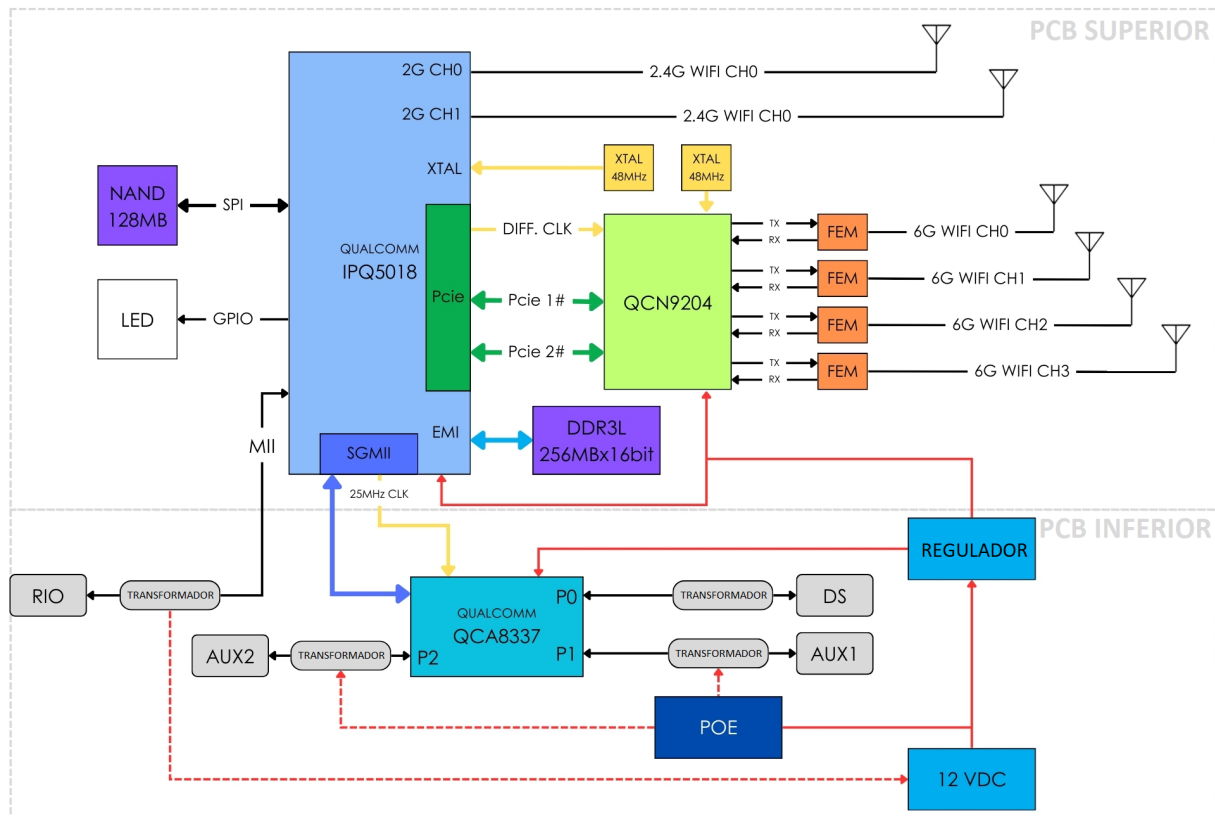 PCB SUPERIOR
2G CH0
2.4G WIFI CH0
2G CH1
2.4G WIFI CH0
XTAL
XTAL
48MHz
XTAL
48MHz
NAND
128MB
SPI
DIFF. CLK
QUALCOMM
IPQ5018
Pcie
Pcie 1#
Pcie 2#
QCN9204
TX
RX
FEM
6G WIFI CH0
TX
RX
FEM
6G WIFI CH1
TX
RX
FEM
6G WIFI CH2
TX
RX
FEM
6G WIFI CH3
LED
GPIO
MII
EMI
DDR3L
256MBx16bit
SGMII
25MHz CLK
PCB INFERIOR
REGULADOR
RIO
TRANSFORMADOR
QUALCOMM
QCA8337
P0
P1
P2
TRANSFORMADOR
DS
AUX2
TRANSFORMADOR
TRANSFORMADOR
AUX1
POE
12 VDC